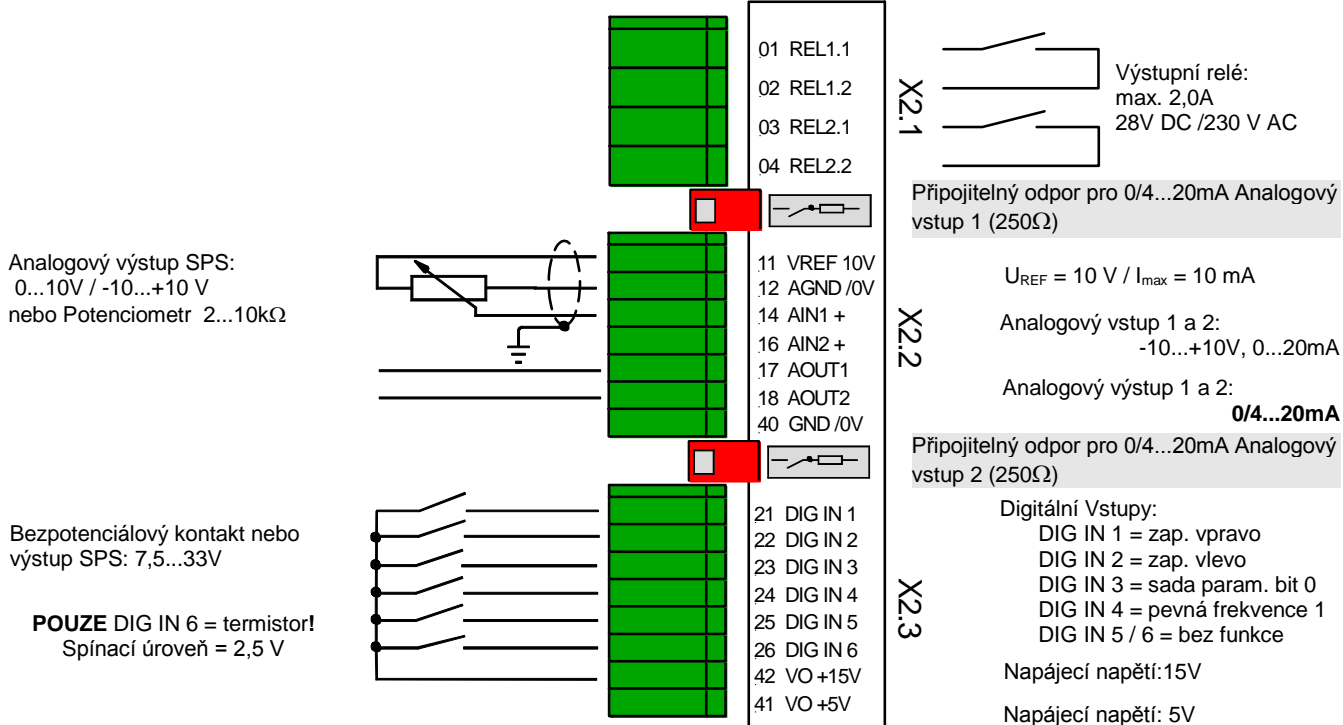 01 REL1.1
02 REL1.2
03 REL2.1
04 REL2.2
X2.1
Výstupní relé:
max. 2,0A
28V DC /230 V AC
Připojitelný odpor pro 0/4...20mA Analogový
vstup 1 (250Ω)
Analogový výstup SPS:
0...10V / -10...+10 V
nebo Potenciometr 2...10kΩ
11 VREF 10V
12 AGND /0V
14 AIN1 +
16 AIN2 +
17 AOUT1
18 AOUT2
40 GND /0V
X2.2
UREF = 10 V / Imax = 10 mA
Analogový vstup 1 a 2:
-10...+10V, 0...20mA
Analogový výstup 1 a 2:
0/4...20mA
Připojitelný odpor pro 0/4...20mA Analogový
vstup 2 (250Ω)
Bezpotenciálový kontakt nebo
výstup SPS: 7,5...33V
POUZE DIG IN 6 = termistor!
Spínací úroveň = 2,5 V
21 DIG IN 1
22 DIG IN 2
23 DIG IN 3
24 DIG IN 4
25 DIG IN 5
26 DIG IN 6
42 VO +15V
41 VO +5V
X2.3
Digitální Vstupy:
DIG IN 1 = zap. vpravo
DIG IN 2 = zap. vlevo
DIG IN 3 = sada param. bit 0
DIG IN 4 = pevná frekvence 1
DIG IN 5 / 6 = bez funkce
Napájecí napětí:15V
Napájecí napětí: 5V